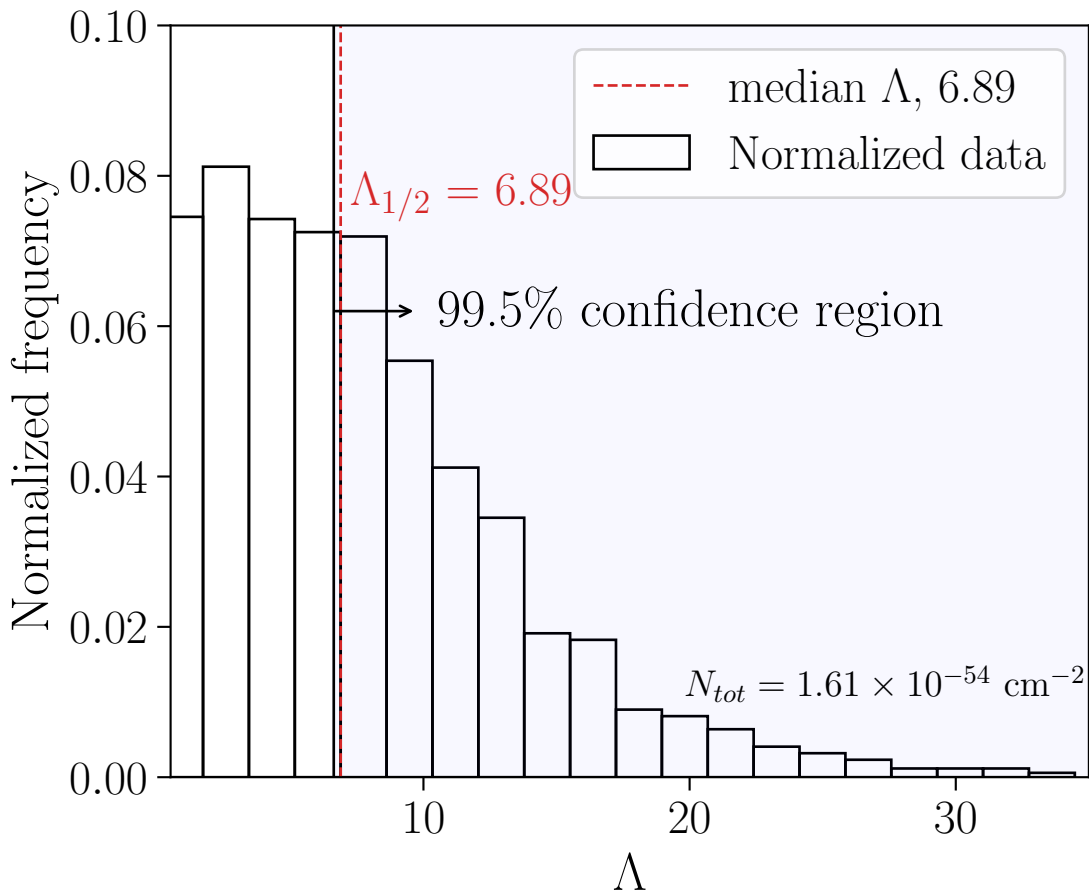 0.10
0.08
0.06
0.04
0.02
0.00
Normalized frequency
median Λ, 6.89
Normalized data
Λ₁/₂ = 6.89
99.5% confidence region
Nₜₒₜ = 1.61 × 10⁻⁵⁴ cm⁻²
10
20
30
Λ